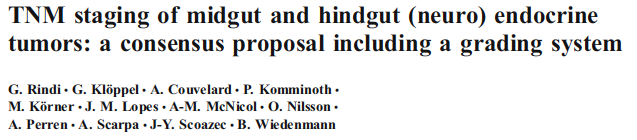 TNM staging of midgut and hindgut (neuro) endocrine
tumors: a consensus proposal including a grading system
G. Rindi · G. Klöppel · A. Couvelard · P. Komminoth ·
M. Körner · J. M. Lopes · A-M. McNicol · O. Nilsson ·
A. Perren · A. Scarpa · J-Y. Scoazec · B. Wiedenmann